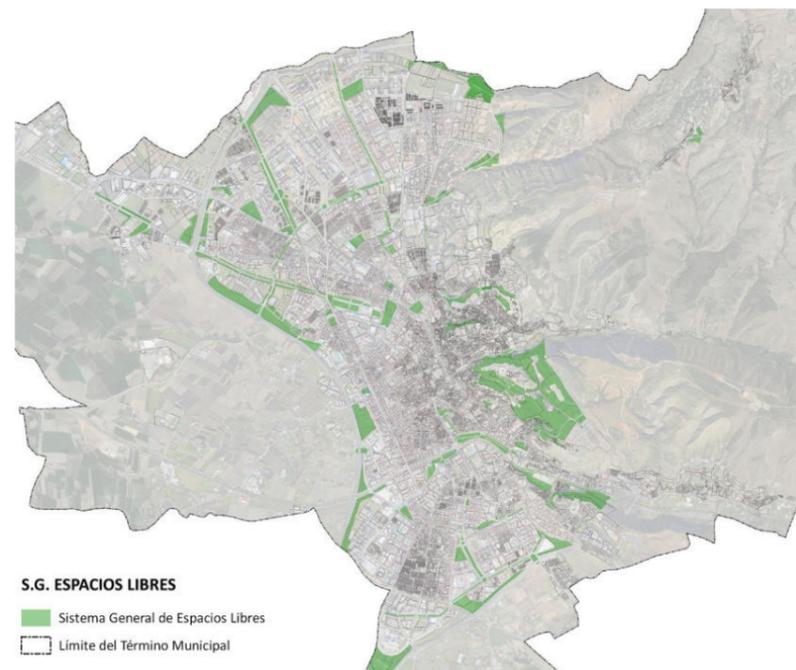 S.G. ESPACIOS LIBRES
Sistema General de Espacios Libres
Límite del Término Municipal